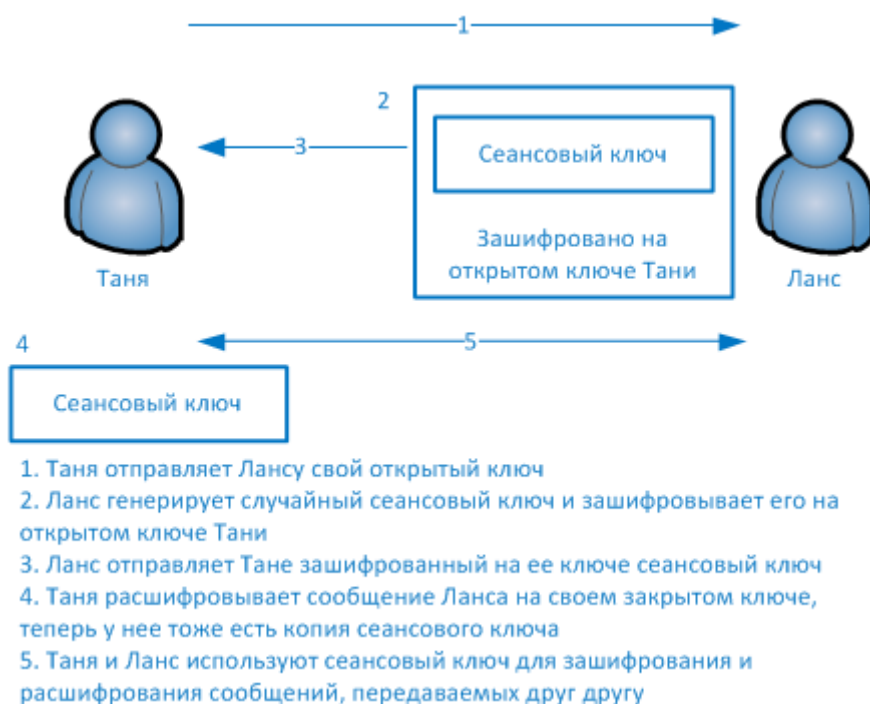 1
2
Сеансовый ключ
3
Зашифровано на
открытом ключе Тани
Таня
Ланс
4
5
Сеансовый ключ
1. Таня отправляет Лансу свой открытый ключ
2. Ланс генерирует случайный сеансовый ключ и зашифровывает его на
открытом ключе Тани
3. Ланс отправляет Тане зашифрованный на ее ключе сеансовый ключ
4. Таня расшифровывает сообщение Ланса на своем закрытом ключе,
теперь у нее тоже есть копия сеансового ключа
5. Таня и Ланс используют сеансовый ключ для зашифрования и
расшифрования сообщений, передаваемых друг другу